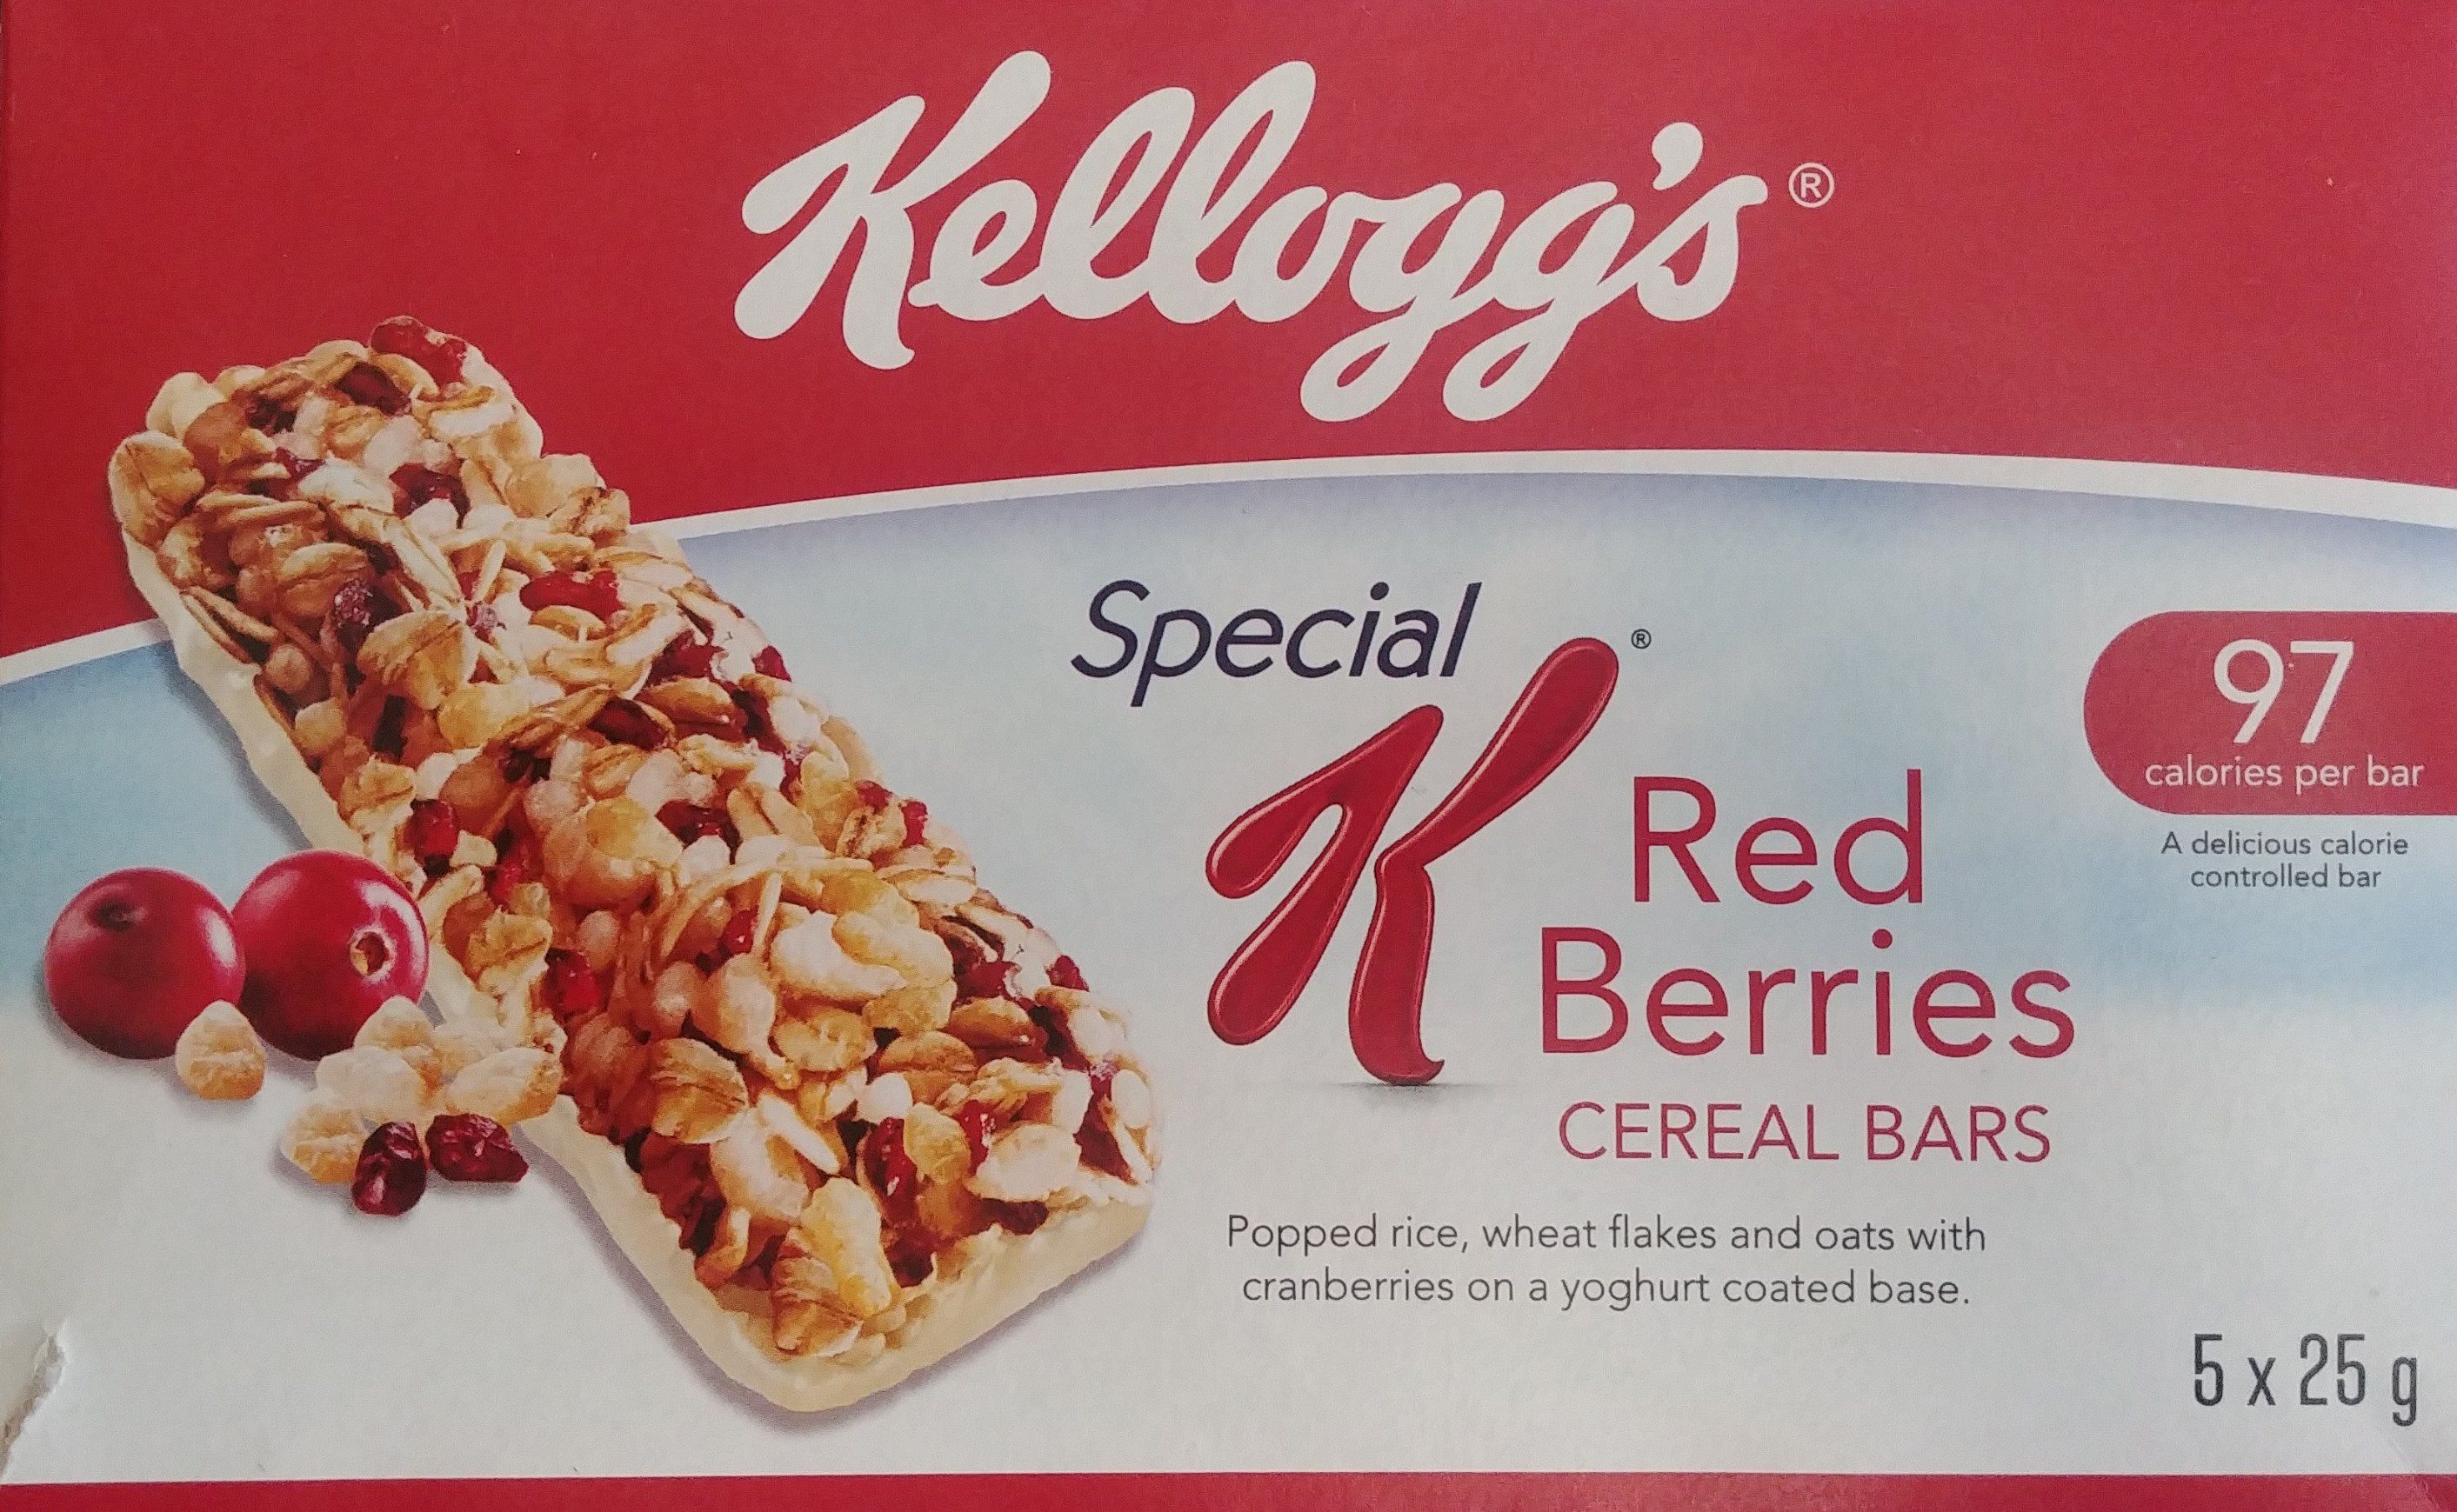 Kellogg's®
Special
K®
Red
Berries
CEREAL BARS
97
calories per bar
A delicious calorie
controlled bar
Popped rice, wheat flakes and oats with
cranberries on a yoghurt coated base.
5 x 25 g